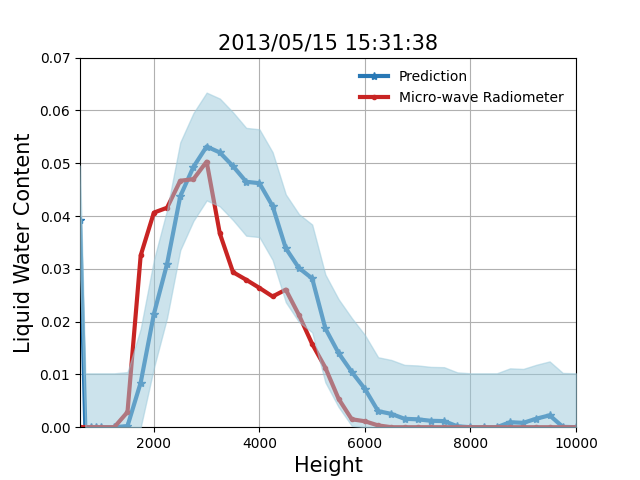 2013/05/15 15:31:38
Prediction
Micro-wave Radiometer
0.07
0.06
0.05
0.04
0.03
0.02
0.01
0.00
Liquid Water Content
2000 4000 6000 8000 10000
Height